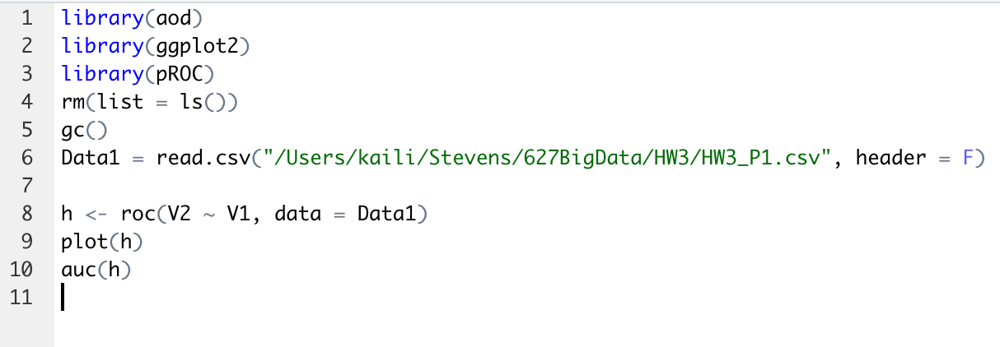 1 library(aod)
2 library(ggplot2)
3 library(pROC)
4 rm(list = ls())
5 gc()
6 Data1 = read.csv("/Users/kaili/Stevens/627BigData/HW3/HW3_P1.csv", header = F)
7
8 h <- roc(V2 ~ V1, data = Data1)
9 plot(h)
10 auc(h)
11